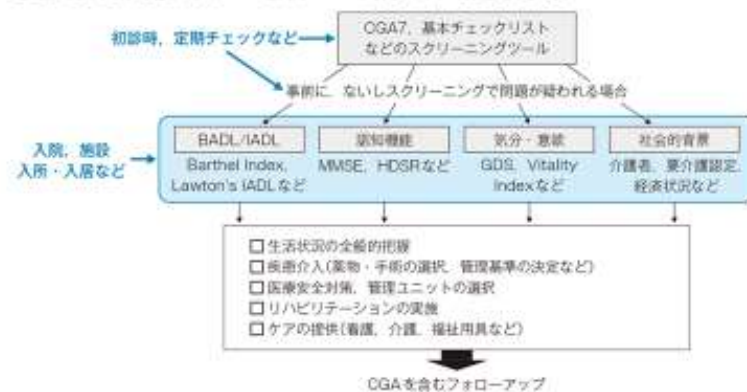 初診時，定期チェックなど
CGA7，基本チェックリスト
などのスクリーニングツール
事前に，ないしスクリーニングで問題が疑われる場合
入院，施設
入所・入居など
BADL/IADL
Barthel Index,
Lawton's IADLなど
認知機能
MMSE，HDSRなど
気分・意欲
GDS，Vitality
Indexなど
社会的背景
介護者，要介護認定，
経済状況など
□生活状況の全般的把握
□疾患介入(薬物・手術の選択，管理基準の決定など)
□医療安全対策，管理ユニットの選択
□リハビリテーションの実施
□ケアの提供(看護，介護，福祉用具など)
CGAを含むフォローアップ